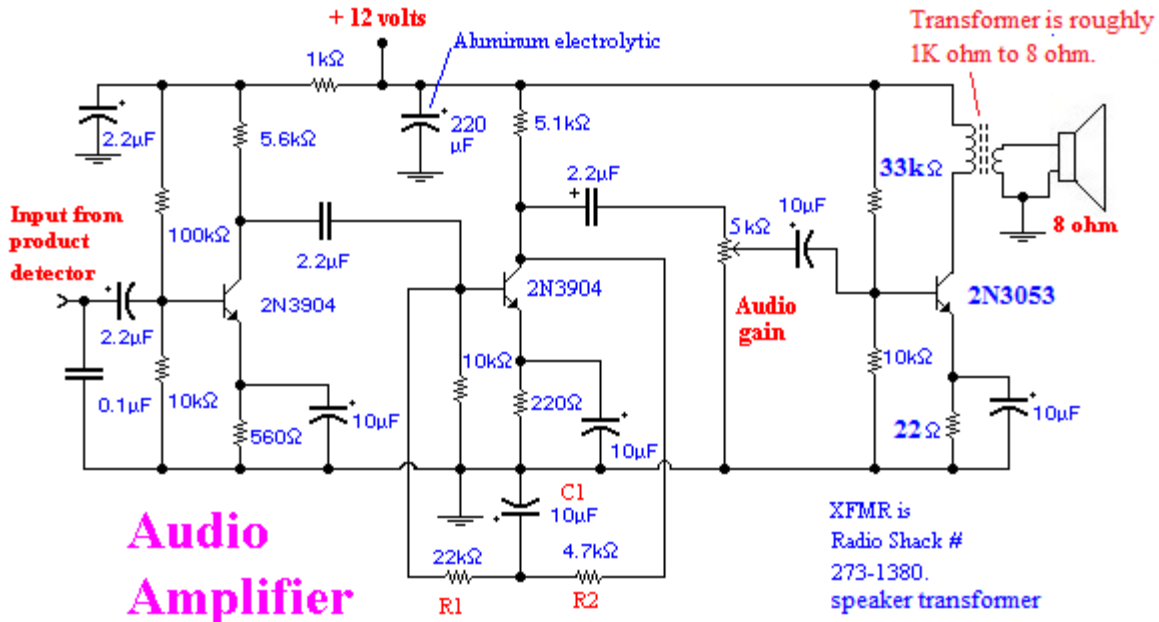 + 12 volts
Aluminum electrolytic
Transformer is roughly
1K ohm to 8 ohm.
1kΩ
+
2.2µF
5.6kΩ
+
220
µF
5.1kΩ
2.2µF
+
33kΩ
10µF
+
5kΩ
8 ohm
Input from
product
detector
100kΩ
2.2µF
+
2N3904
2N3904
2N3053
Audio
gain
2.2µF
0.1µF
10kΩ
560Ω
+
10µF
10kΩ
220Ω
+
10µF
10kΩ
22Ω
+
10µF
C1
10µF
+
22kΩ
R1
4.7kΩ
R2
Audio
Amplifier
XFMR is
Radio Shack #
273-1380.
speaker transformer